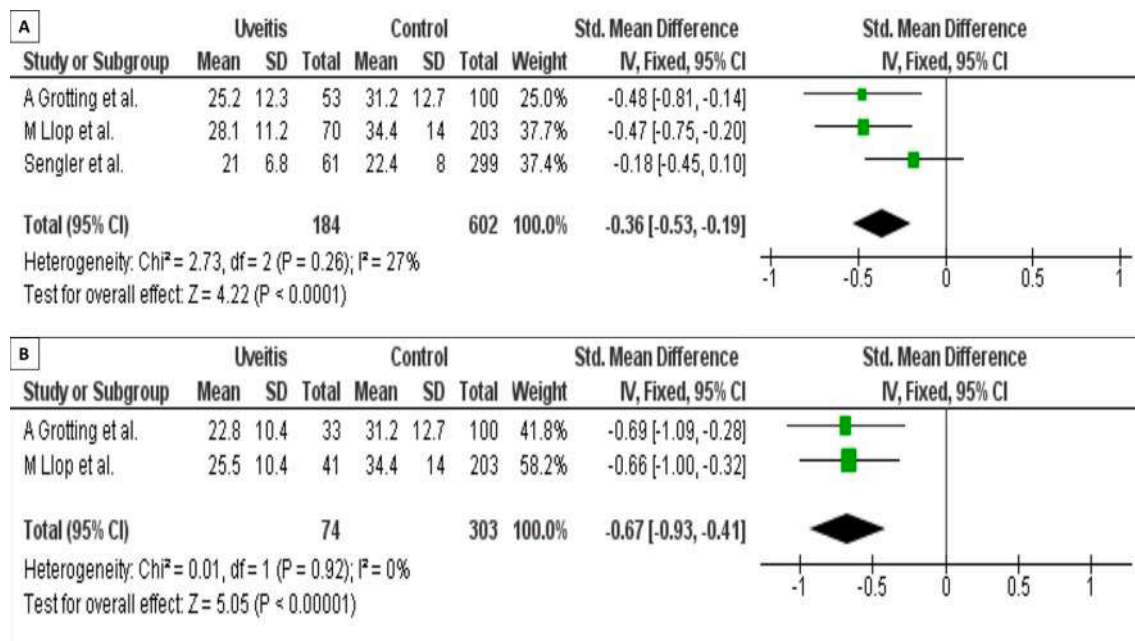 A
Uveitis Control Std. Mean Difference Std. Mean Difference
Study or Subgroup Mean SD Total Mean SD Total Weight IV, Fixed, 95% CI IV, Fixed, 95% CI
A Grotting et al. 25.2 12.3 53 31.2 12.7 100 25.0% -0.48 [-0.81, -0.14]
M Llop et al. 28.1 11.2 70 34.4 14 203 37.7% -0.47 [-0.75, -0.20]
Sengler et al. 21 6.8 61 22.4 8 299 37.4% -0.18 [-0.45, 0.10]
Total (95% CI) 184 602 100.0% -0.36 [-0.53, -0.19]
Heterogeneity: Chi² = 2.73, df = 2 (P = 0.26); I² = 27%
Test for overall effect: Z = 4.22 (P < 0.0001)
-1 -0.5 0 0.5 1
B
Uveitis Control Std. Mean Difference Std. Mean Difference
Study or Subgroup Mean SD Total Mean SD Total Weight IV, Fixed, 95% CI IV, Fixed, 95% CI
A Grotting et al. 22.8 10.4 33 31.2 12.7 100 41.8% -0.69 [-1.09, -0.28]
M Llop et al. 25.5 10.4 41 34.4 14 203 58.2% -0.66 [-1.00, -0.32]
Total (95% CI) 74 303 100.0% -0.67 [-0.93, -0.41]
Heterogeneity: Chi² = 0.01, df = 1 (P = 0.92); I² = 0%
Test for overall effect: Z = 5.05 (P < 0.00001)
-1 -0.5 0 0.5 1